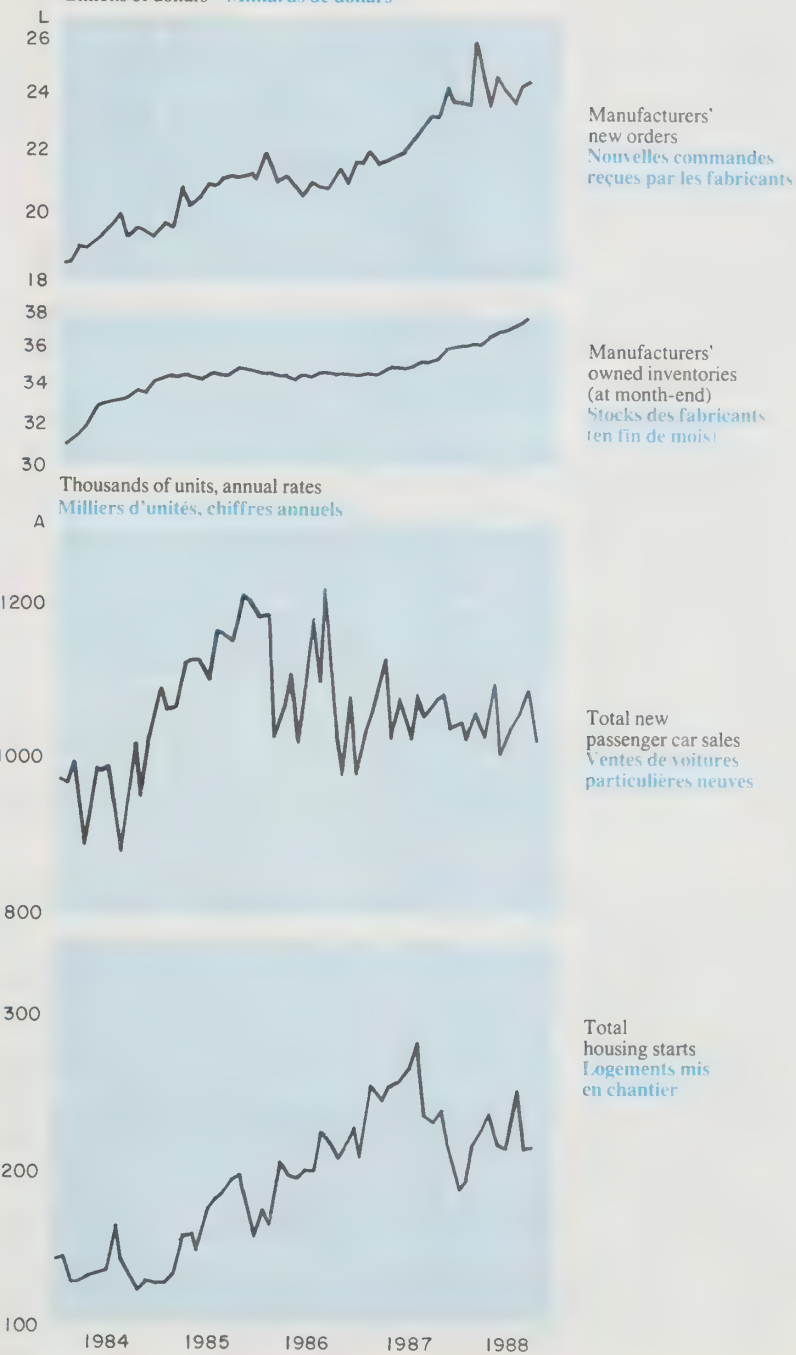 L
26
24
22
20
18
Manufacturers'
new orders
Nouvelles commandes
reçues par les fabricants
38
36
34
32
30
Manufacturers'
owned inventories
(at month-end)
Stocks des fabricants
(en fin de mois)
Thousands of units, annual rates
Milliers d'unités, chiffres annuels
A
1200
1000
800
Total new
passenger car sales
Ventes de voitures
particulières neuves
300
200
100
Total
housing starts
Logements mis
en chantier
1984 1985 1986 1987 1988